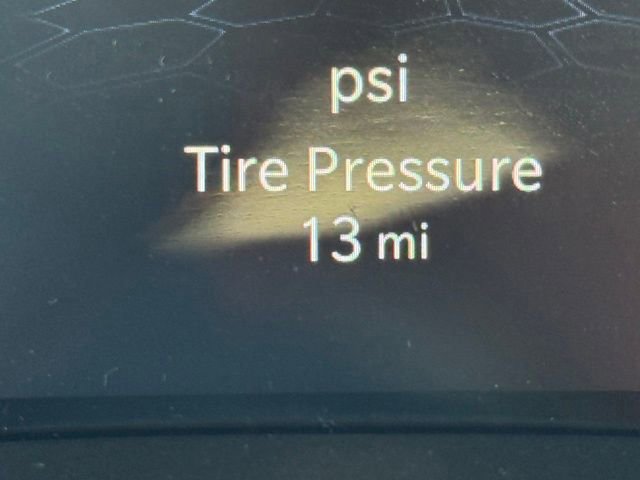 psi
Tire Pressure
13 mi